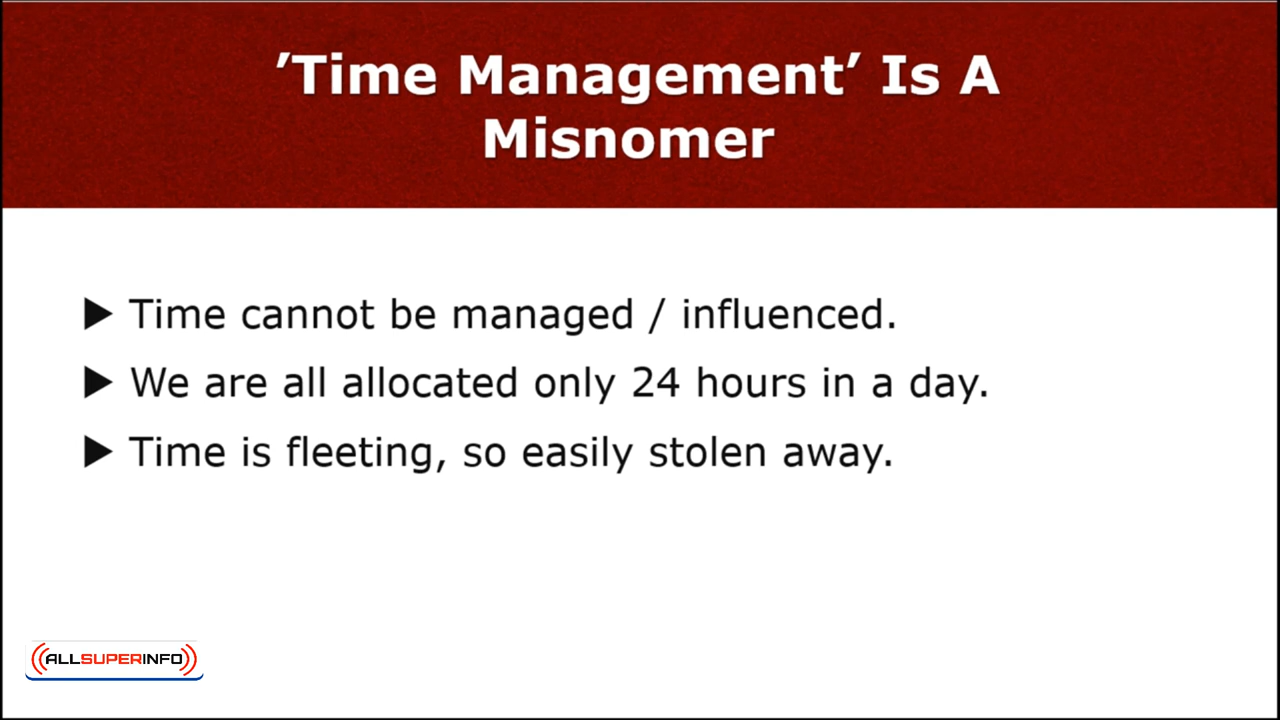 ’Time Management’ Is A
Misnomer
▶ Time cannot be managed / influenced.
▶ We are all allocated only 24 hours in a day.
▶ Time is fleeting, so easily stolen away.
ALLSUPERINFO